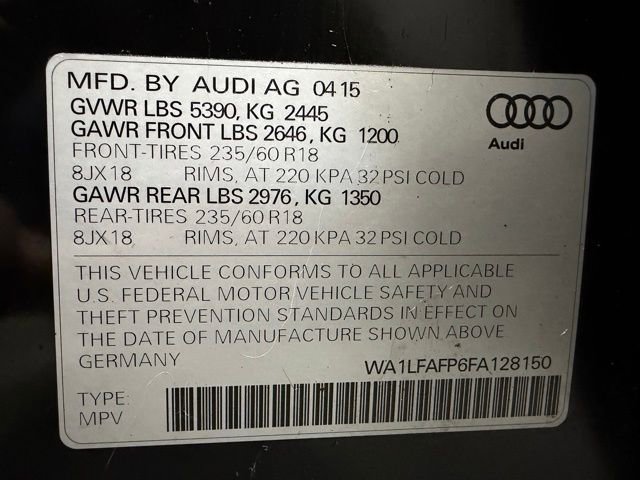 MFD. BY AUDI AG 04 15
GVWR LBS 5390, KG 2445
GAWR FRONT LBS 2646, KG 1200
FRONT-TIRES 235/60 R18
8JX18 RIMS, AT 220 KPA 32 PSI COLD
GAWR REAR LBS 2976, KG 1350
REAR-TIRES 235/60 R18
8JX18 RIMS, AT 220 KPA 32 PSI COLD
Audi
THIS VEHICLE CONFORMS TO ALL APPLICABLE
U.S. FEDERAL MOTOR VEHICLE SAFETY AND
THEFT PREVENTION STANDARDS IN EFFECT ON
THE DATE OF MANUFACTURE SHOWN ABOVE
GERMANY WA1LFAFP6FA128150
TYPE:
MPV